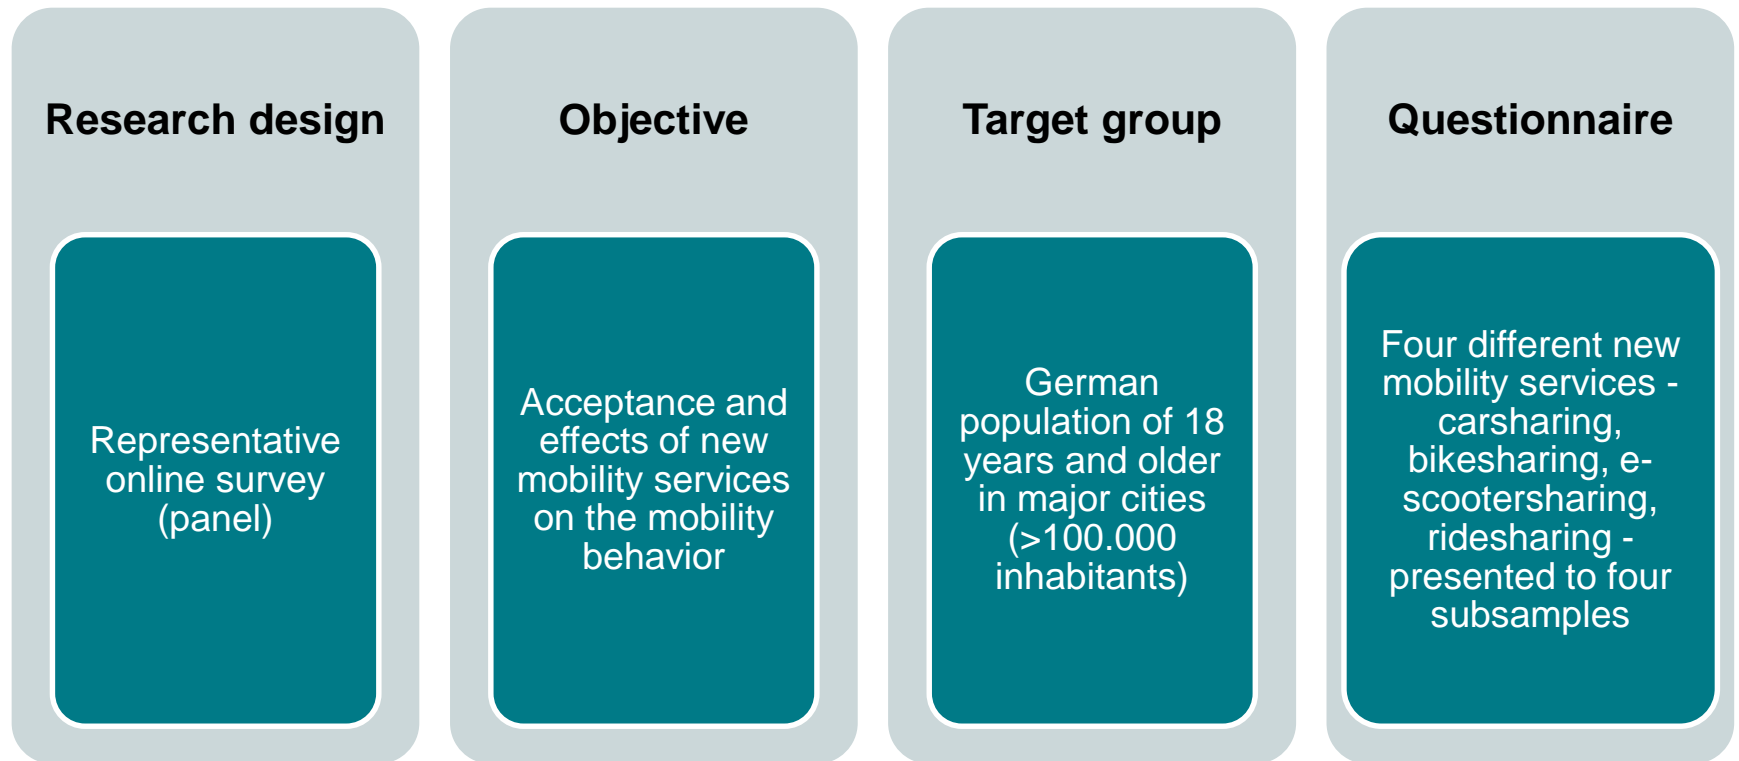 Research design
Representative
online survey
(panel)
Objective
Acceptance and
effects of new
mobility services
on the mobility
behavior
Target group
German
population of 18
years and older
in major cities
(>100.000
inhabitants)
Questionnaire
Four different new
mobility services -
carsharing,
bikesharing, e-
scootersharing,
ridesharing -
presented to four
subsamples